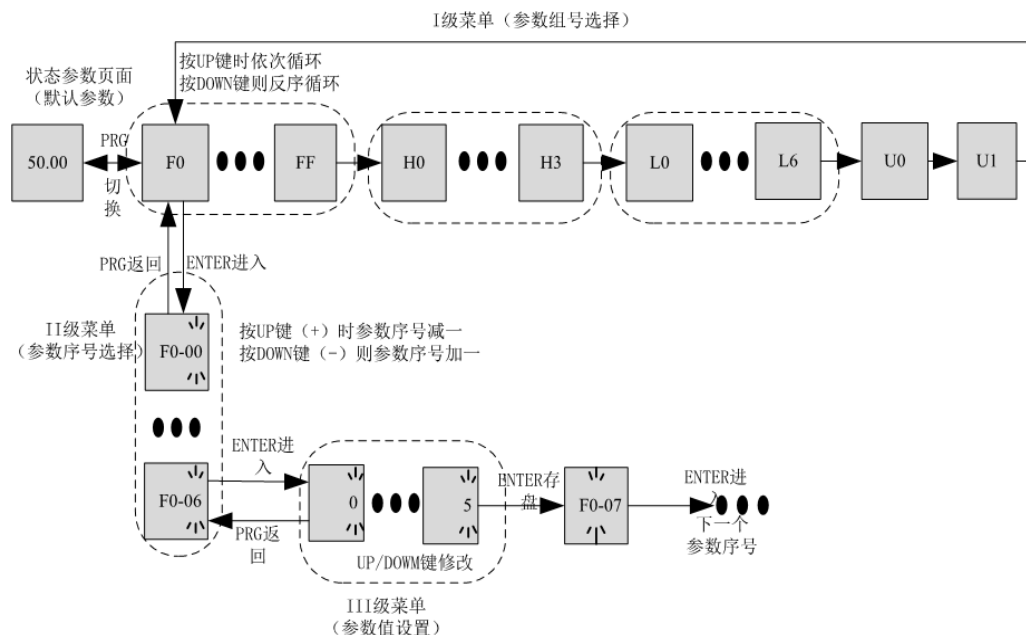 I级菜单（参数组号选择）
按UP键时依次循环
按DOWN键则反序循环
状态参数页面
（默认参数）
50.00
PRG
切
换
F0
FF
H0
H3
L0
L6
U0
U1
PRG返回
ENTER进入
II级菜单
（参数序号选择）
F0-00
按UP键（+）时参数序号减一
按DOWN键（-）则参数序号加一
F0-06
ENTER进
入
PRG返
回
0
5
UP/DOWM键修改
ENTER存
盘
F0-07
ENTER进
入
下一个
参数序号
III级菜单
（参数值设置）